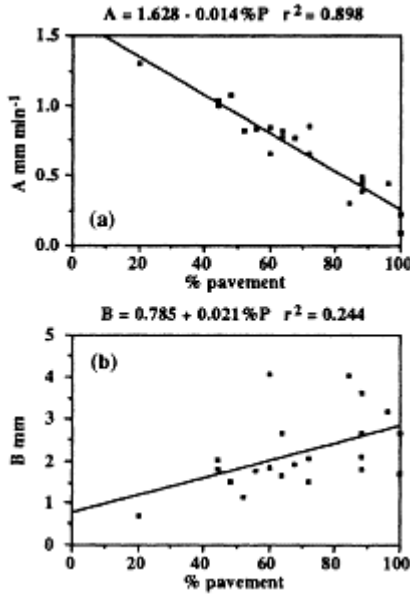 A = 1.628 - 0.014%P r² = 0.898
1.5
1.0
0.5
0.0
A mm min⁻¹
(a)
0 20 40 60 80 100
% pavement
B = 0.785 + 0.021%P r² = 0.244
5
4
3
2
1
0
B mm
(b)
0 20 40 60 80 100
% pavement